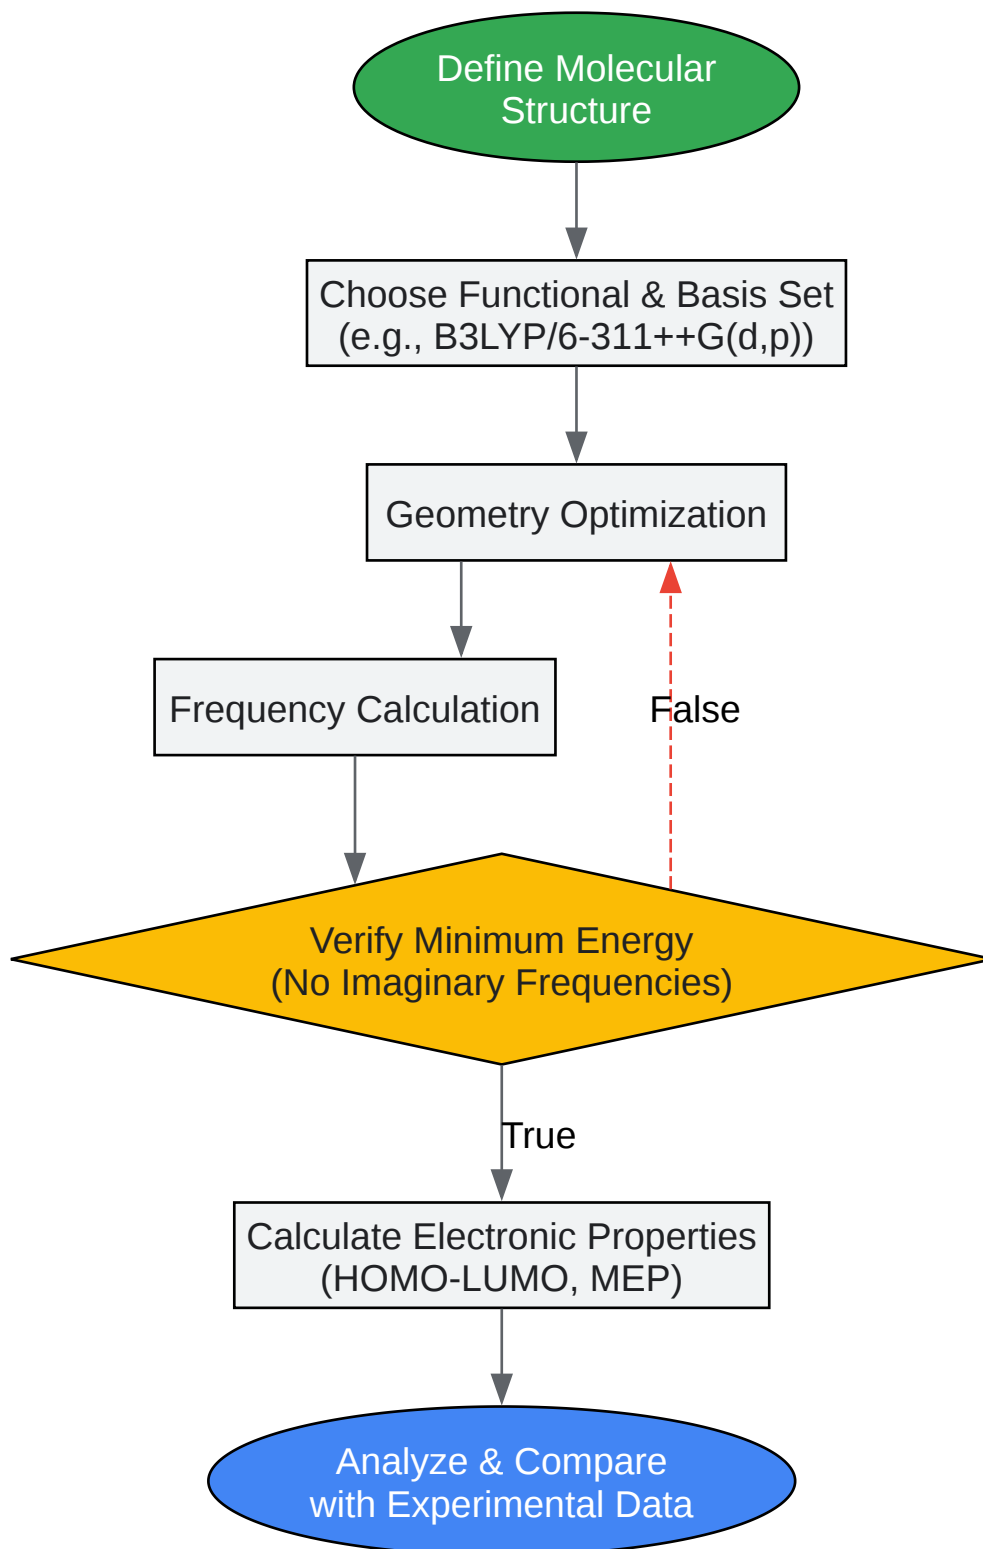 Define Molecular
Structure
Choose Functional & Basis Set
(e.g., B3LYP/6-311++G(d,p))
Geometry Optimization
Frequency Calculation
False
Verify Minimum Energy
(No Imaginary Frequencies)
True
Calculate Electronic Properties
(HOMO-LUMO, MEP)
Analyze & Compare
with Experimental Data